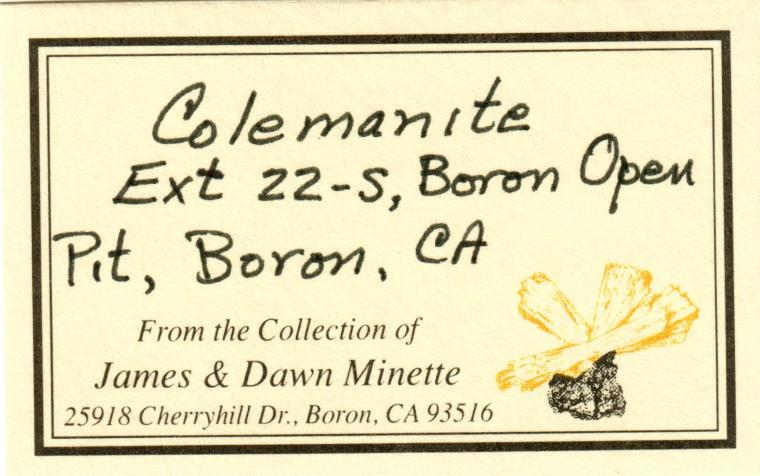 Colemanite
Ext 22-S, Boron Open
Pit, Boron, CA
From the Collection of
James & Dawn Minette
25918 Cherryhill Dr., Boron, CA 93516